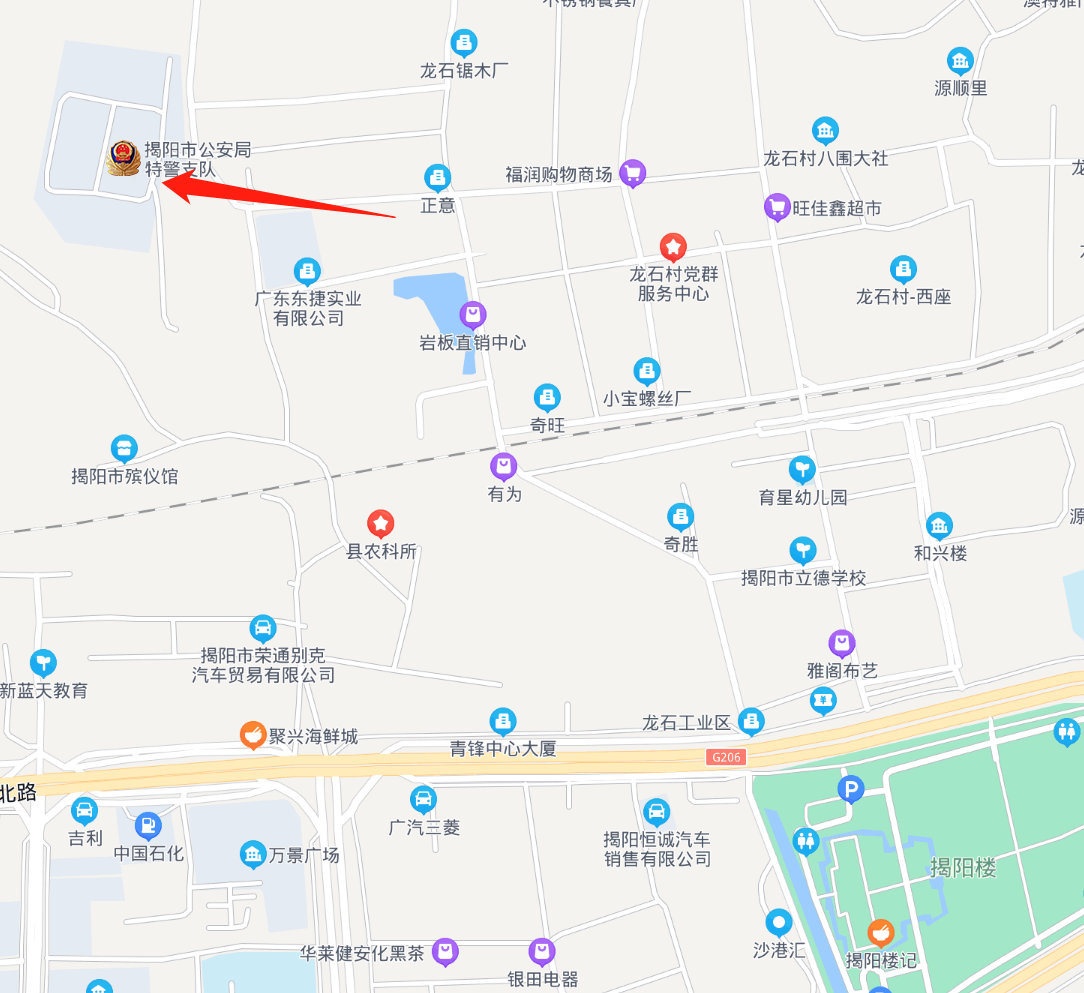 龙石锯木厂
源顺里
揭阳市公安局
特警支队
龙石村八围大社
福润购物商场
正意
旺佳鑫超市
龙石村党群
服务中心
龙石村-西座
广东东捷实业
有限公司
岩板直销中心
小宝螺丝厂
奇旺
揭阳市殡仪馆
有为
育星幼儿园
县农科所
奇胜
和兴楼
揭阳市立德学校
揭阳市荣通别克
汽车贸易有限公司
新蓝天教育
雅阁布艺
龙石工业区
聚兴海鲜城
青锋中心大厦
G206
北路
P
吉利
中国石化
广汽三菱
揭阳恒诚汽车
销售有限公司
万景广场
揭阳楼
沙港汇
揭阳楼记
华莱健安化黑茶
银田电器